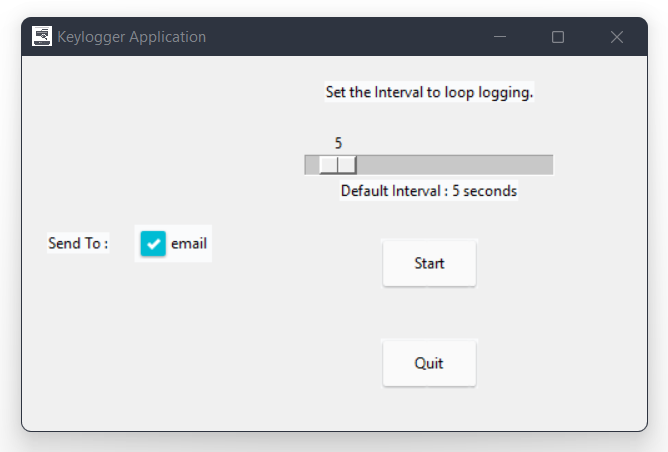 Keylogger Application
Set the Interval to loop logging.
5
Default Interval : 5 seconds
Send To :
email
Start
Quit